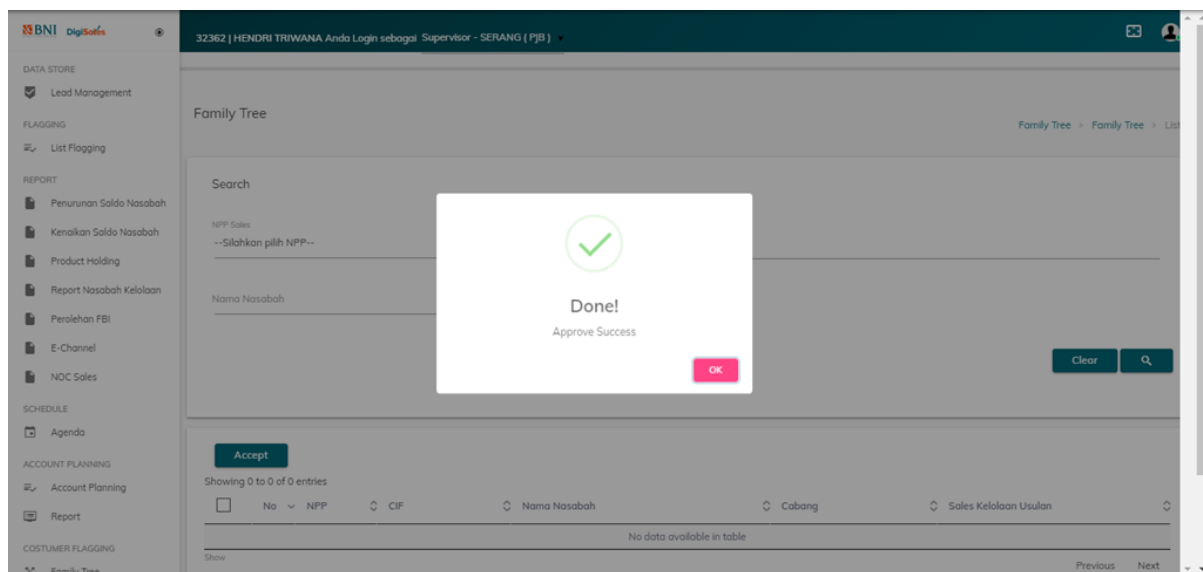 BNI DigiSales
32362 | HENDRI TRIWANA Anda Login sebagai Supervisor - SERANG ( PJB )
DATA STORE
Lead Management
FLAGGING
List Flagging
REPORT
Penurunan Saldo Nasabah
Kenaikan Saldo Nasabah
Product Holding
Report Nasabah Kelolaan
Perolehan FBI
E-Channel
NOC Sales
SCHEDULE
Agenda
ACCOUNT PLANNING
Account Planning
Report
COSTUMER FLAGGING
Family Tree
Family Tree
Family Tree > Family Tree > List
Search
NPP Sales
--Silahkan pilih NPP--
Nama Nasabah
Done!
Approve Success
OK
Clear
Accept
Showing 0 to 0 of 0 entries
No NPP CIF Nama Nasabah Cabang Sales Kelolaan Usulan
No data available in table
Show
Previous Next